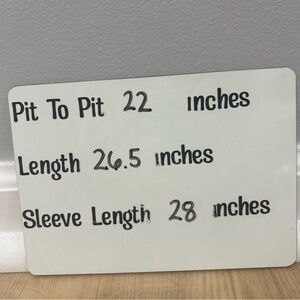 Pit To Pit 22 inches
Length 26.5 inches
Sleeve Length 28 inches